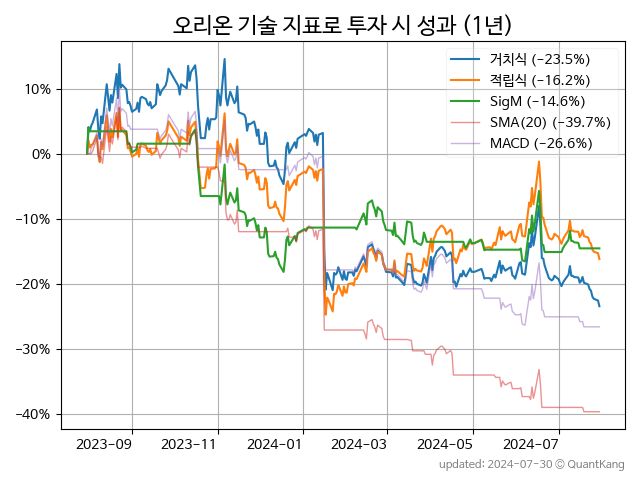 오리온 기술 지표로 투자 시 성과 (1년)
거치식 (−23.5%)
적립식 (−16.2%)
SigM (−14.6%)
SMA(20) (−39.7%)
MACD (−26.6%)
10%
0%
−10%
−20%
−30%
−40%
2023-09 2023-11 2024-01 2024-03 2024-05 2024-07
updated: 2024-07-30 © QuantKang